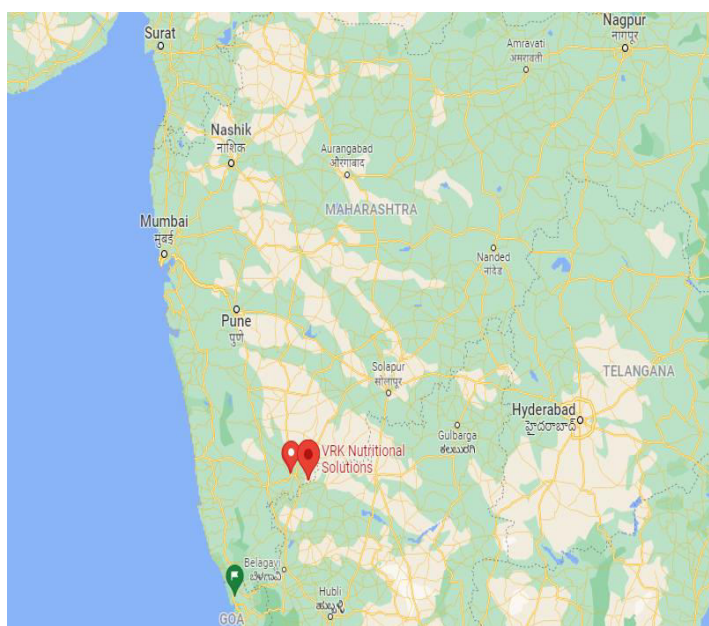 Surat
Nagpur
नागपूर
Amravati
अमरावती
Nashik
नाशिक
Aurangabad
औरंगाबाद
MAHARASHTRA
Mumbai
मुंबई
Nanded
नांदेड
Pune
पुणे
Solapur
सोलापूर
TELANGANA
Hyderabad
హైదరాబాద్
Gulbarga
ಕಲಬುರಗಿ
VRK Nutritional
Solutions
Belagavi
ಬೆಳಗಾವಿ
Hubli
ಹುಬ್ಬಳ್ಳಿ
GOA